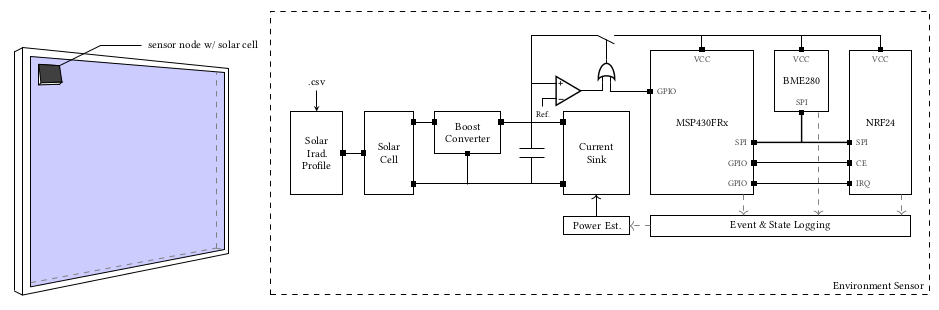 sensor node w/ solar cell
.csv
Solar
Irad.
Profile
Solar
Cell
Boost
Converter
+
−
Ref.
Current
Sink
Power Est.
VCC
GPIO
MSP430FRx
SPI
GPIO
GPIO
VCC
BME280
SPI
VCC
NRF24
SPI
CE
IRQ
Event & State Logging
Environment Sensor